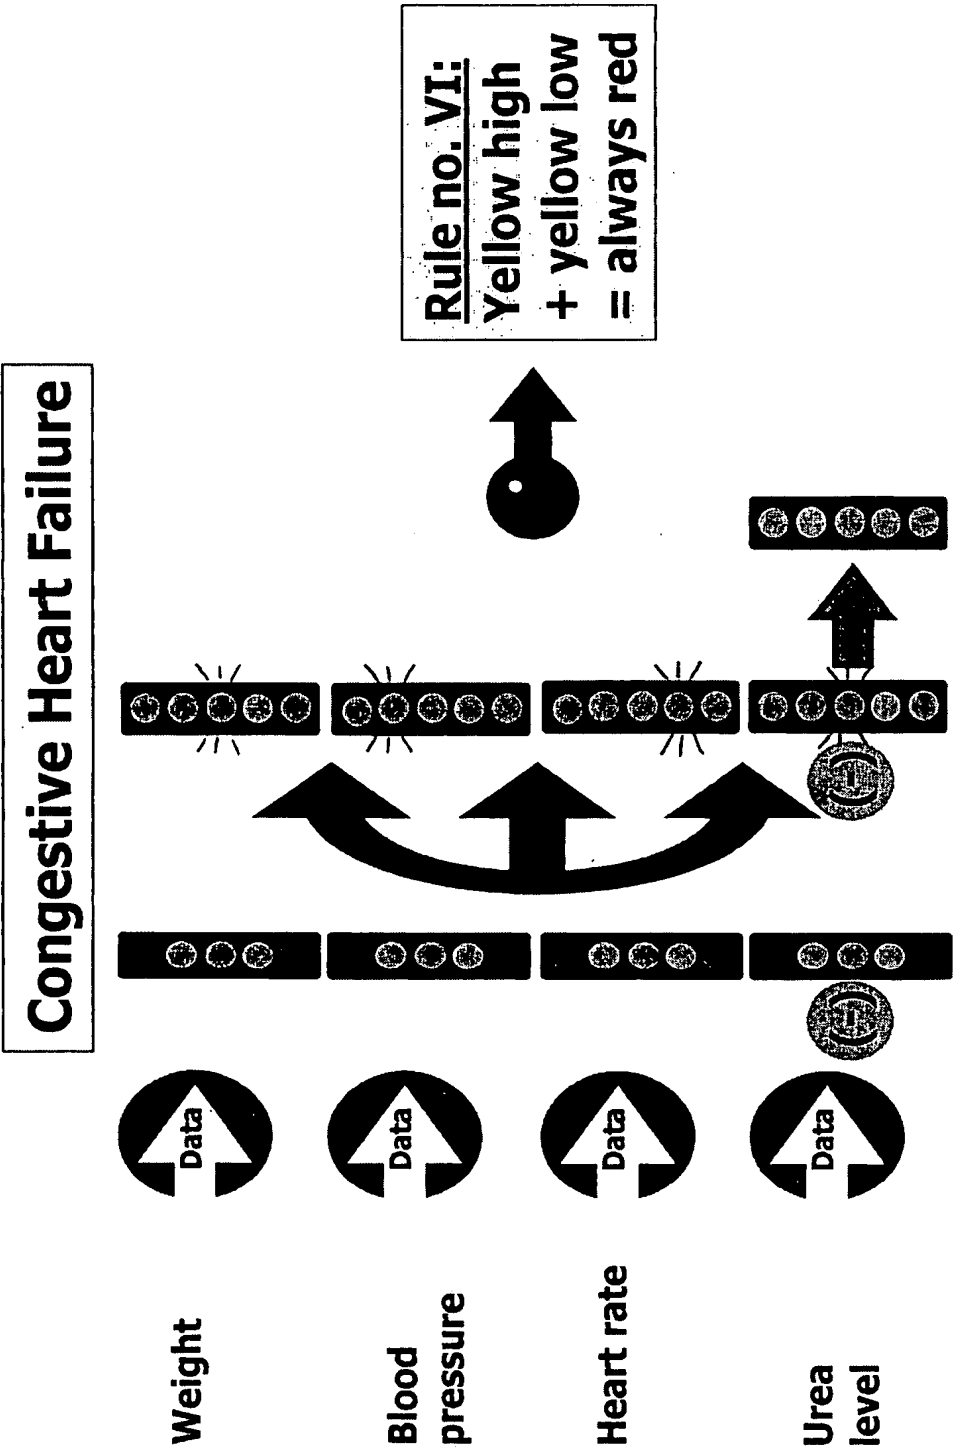 Congestive Heart Failure
Weight
Data
Blood
pressure
Data
Heart rate
Data
Urea
level
Data
Rule no. VI:
Yellow high
+ yellow low
= always red